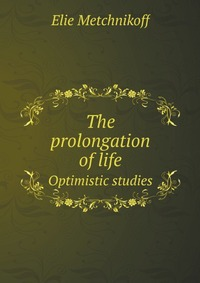 Elie Metchnikoff
The
prolongation
of life
Optimistic studies